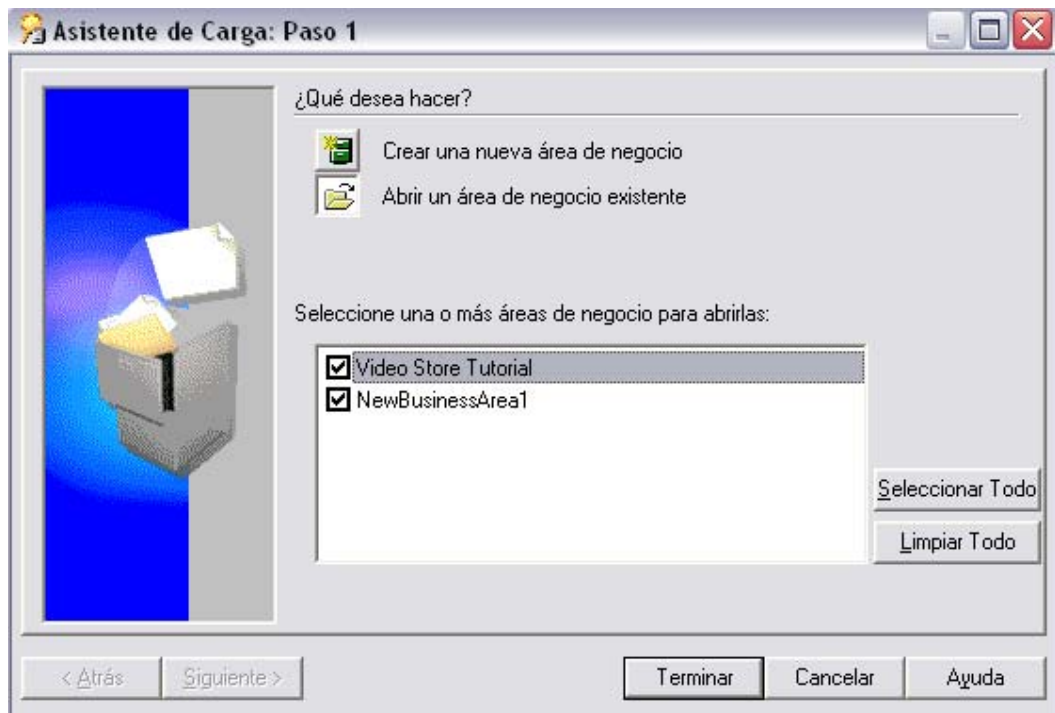 Asistente de Carga: Paso 1
¿Qué desea hacer?
Crear una nueva área de negocio
Abrir un área de negocio existente
Seleccione una o más áreas de negocio para abrirlas:
Video Store Tutorial
NewBusinessArea1
Seleccionar Todo
Limpiar Todo
< Atrás
Siguiente >
Terminar
Cancelar
Ayuda